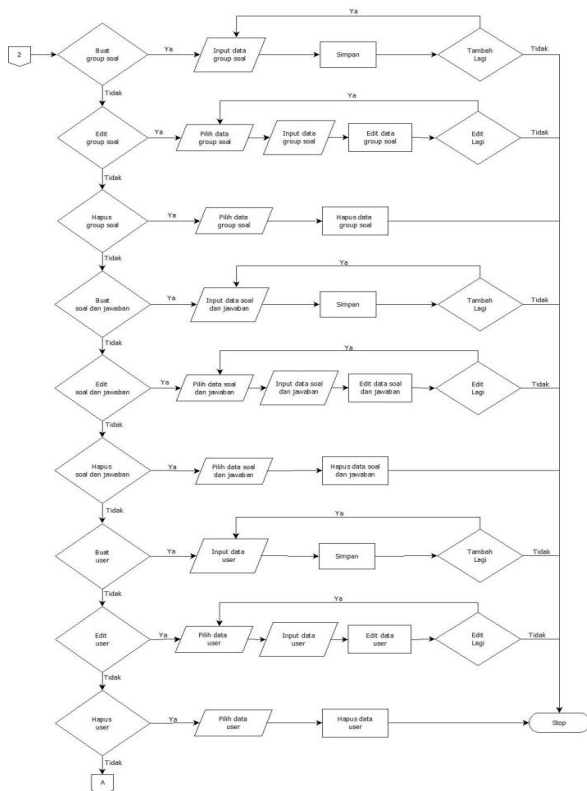 Ya
2
Buat
group soal
Ya
Input data
group soal
Simpan
Tambah
Lagi
Tidak
Tidak
Ya
Edit
group soal
Ya
Pilih data
group soal
Input data
group soal
Edit data
group soal
Edit
Lagi
Tidak
Tidak
Hapus
group soal
Ya
Pilih data
group soal
Hapus data
group soal
Tidak
Ya
Buat
soal dan jawaban
Ya
Input data soal
dan jawaban
Simpan
Tambah
Lagi
Tidak
Tidak
Ya
Edit
soal dan jawaban
Ya
Pilih data soal
dan jawaban
Input data soal
dan jawaban
Edit data soal
dan jawaban
Edit
Lagi
Tidak
Tidak
Hapus
soal dan jawaban
Ya
Pilih data soal
dan jawaban
Hapus data soal
dan jawaban
Tidak
Ya
Buat
user
Ya
Input data
user
Simpan
Tambah
Lagi
Tidak
Tidak
Ya
Edit
user
Ya
Pilih data
user
Input data
user
Edit data
user
Edit
Lagi
Tidak
Tidak
Hapus
user
Ya
Pilih data
user
Hapus data
user
Stop
Tidak
A